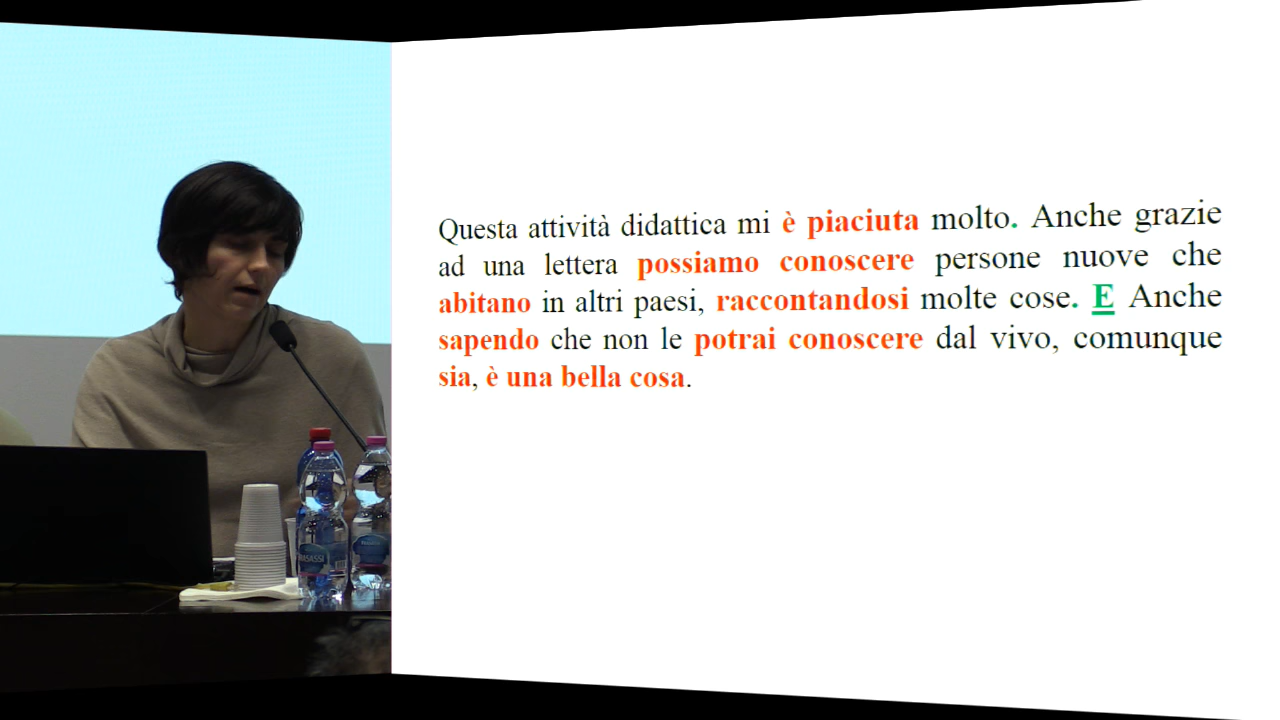 Questa attività didattica mi è piaciuta molto. Anche grazie
ad una lettera possiamo conoscere persone nuove che
abitano in altri paesi, raccontandosi molte cose. E Anche
sapendo che non le potrai conoscere dal vivo, comunque
sia, è una bella cosa.